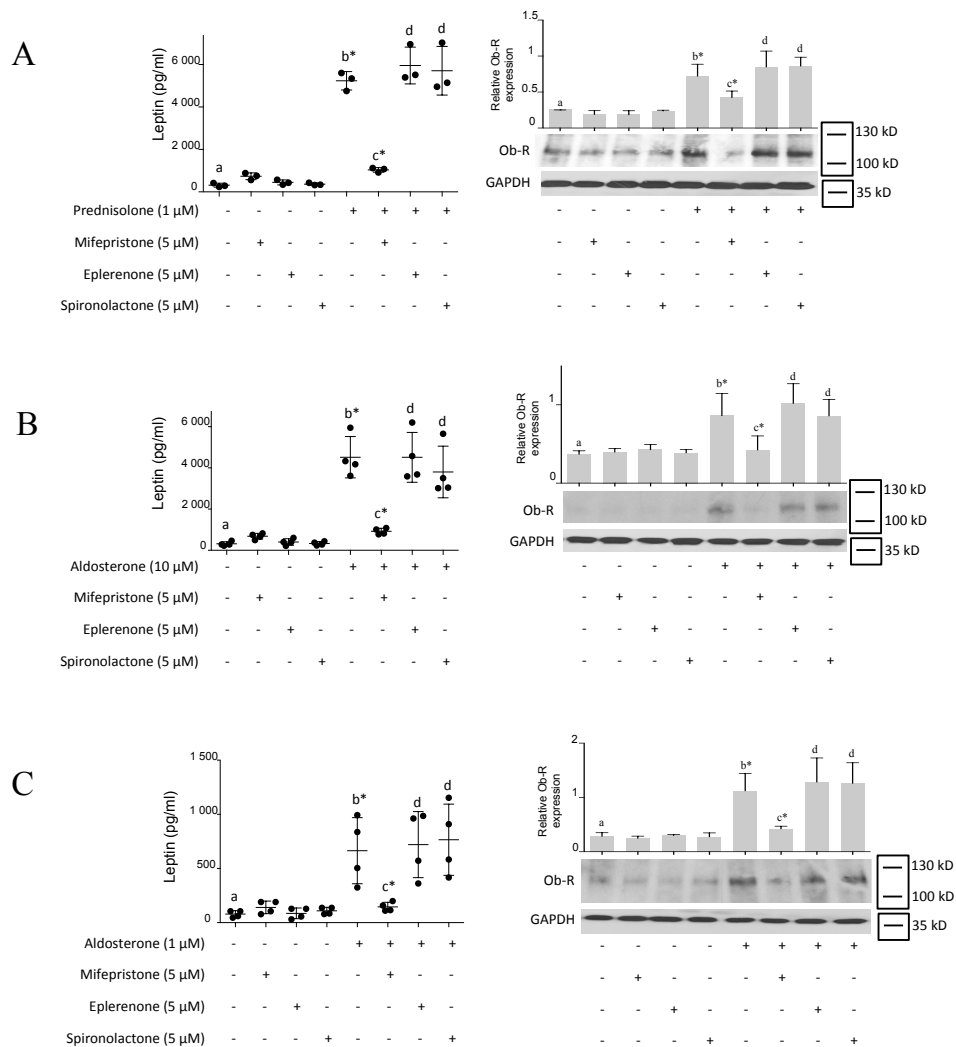 A
Leptin (pg/ml)
6 000
4 000
2 000
0
a
b*
c*
d
d
Prednisolone (1 µM) - - - - + + + +
Mifepristone (5 µM) - + - - - + - -
Eplerenone (5 µM) - - + - - - + -
Spironolactone (5 µM) - - - + - - - +
Relative Ob-R
expression
1.5
1.0
0.5
0
a
b*
c*
d
d
Ob-R
GAPDH
130 kD
100 kD
35 kD
- - - - + + + +
- + - - - + - -
- - + - - - + -
- - - + - - - +
B
Leptin (pg/ml)
6 000
4 000
2 000
0
a
b*
c*
d
d
Aldosterone (10 µM) - - - - + + + +
Mifepristone (5 µM) - + - - - + - -
Eplerenone (5 µM) - - + - - - + -
Spironolactone (5 µM) - - - + - - - +
Relative Ob-R
expression
1
0
a
b*
c*
d
d
Ob-R
GAPDH
130 kD
100 kD
35 kD
- - - - + + + +
- + - - - + - -
- - + - - - + -
- - - + - - - +
C
Leptin (pg/ml)
1 500
1 000
500
0
a
b*
c*
d
d
Aldosterone (1 µM) - - - - + + + +
Mifepristone (5 µM) - + - - - + - -
Eplerenone (5 µM) - - + - - - + -
Spironolactone (5 µM) - - - + - - - +
Relative Ob-R
expression
2
1
0
a
b*
c*
d
d
Ob-R
GAPDH
130 kD
100 kD
35 kD
- - - - + + + +
- + - - - + - -
- - + - - - + -
- - - + - - - +